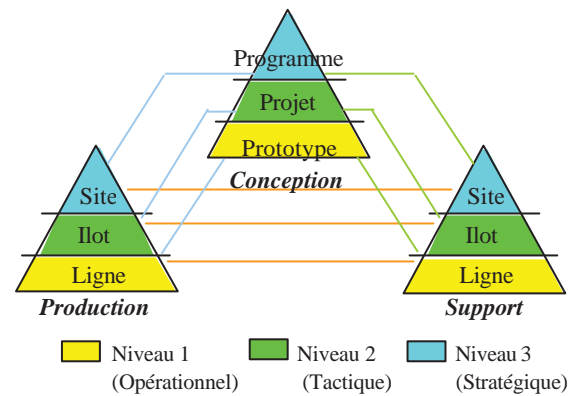 Programme
Projet
Prototype
Conception
Site
Ilot
Ligne
Production
Site
Ilot
Ligne
Support
Niveau 1
(Opérationnel)
Niveau 2
(Tactique)
Niveau 3
(Stratégique)